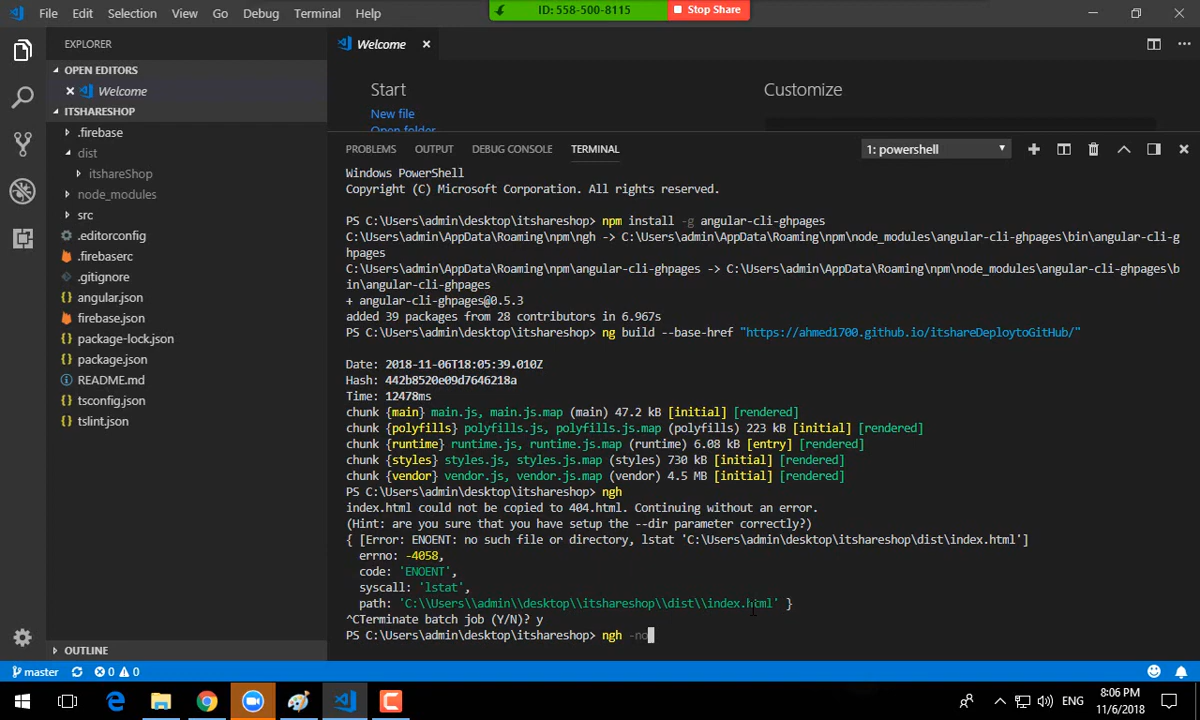 File Edit Selection View Go Debug Terminal Help
ID: 558-500-8115 Stop Share
EXPLORER
OPEN EDITORS
Welcome
ITSHARESHOP
.firebase
dist
itshareShop
node_modules
src
.editorconfig
.firebaserc
.gitignore
angular.json
firebase.json
package-lock.json
package.json
README.md
tsconfig.json
tslint.json
OUTLINE
Welcome
Start
Customize
New file
Open folder
PROBLEMS OUTPUT DEBUG CONSOLE TERMINAL
1: powershell
Windows PowerShell
Copyright (C) Microsoft Corporation. All rights reserved.
PS C:\Users\admin\desktop\itshareshop> npm install -g angular-cli-ghpages
C:\Users\admin\AppData\Roaming\npm\ngh -> C:\Users\admin\AppData\Roaming\npm\node_modules\angular-cli-ghpages\bin\angular-cli-g
hpages
C:\Users\admin\AppData\Roaming\npm\angular-cli-ghpages -> C:\Users\admin\AppData\Roaming\npm\node_modules\angular-cli-ghpages\b
in\angular-cli-ghpages
+ angular-cli-ghpages@0.5.3
added 39 packages from 28 contributors in 6.967s
PS C:\Users\admin\desktop\itshareshop> ng build --base-href "https://ahmed1700.github.io/itshareDeploytoGitHub/"
Date: 2018-11-06T18:05:39.010Z
Hash: 442b8520e09d7646218a
Time: 12478ms
chunk {main} main.js, main.js.map (main) 47.2 kB [initial] [rendered]
chunk {polyfills} polyfills.js, polyfills.js.map (polyfills) 223 kB [initial] [rendered]
chunk {runtime} runtime.js, runtime.js.map (runtime) 6.08 kB [entry] [rendered]
chunk {styles} styles.js, styles.js.map (styles) 730 kB [initial] [rendered]
chunk {vendor} vendor.js, vendor.js.map (vendor) 4.5 MB [initial] [rendered]
PS C:\Users\admin\desktop\itshareshop> ngh
index.html could not be copied to 404.html. Continuing without an error.
(Hint: are you sure that you have setup the --dir parameter correctly?)
{ [Error: ENOENT: no such file or directory, lstat 'C:\Users\admin\desktop\itshareshop\dist\index.html']
errno: -4058,
code: 'ENOENT',
syscall: 'lstat',
path: 'C:\\Users\\admin\\desktop\\itshareshop\\dist\\index.html' }
^CTerminate batch job (Y/N)? y
PS C:\Users\admin\desktop\itshareshop> ngh -no
master 0 0
ENG
8:06 PM
11/6/2018